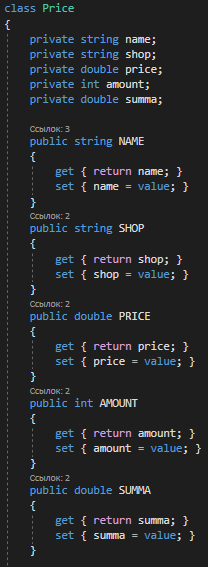 class Price
{
private string name;
private string shop;
private double price;
private int amount;
private double summa;
Ссылок: 3
public string NAME
{
get { return name; }
set { name = value; }
}
Ссылок: 2
public string SHOP
{
get { return shop; }
set { shop = value; }
}
Ссылок: 2
public double PRICE
{
get { return price; }
set { price = value; }
}
Ссылок: 2
public int AMOUNT
{
get { return amount; }
set { amount = value; }
}
Ссылок: 2
public double SUMMA
{
get { return summa; }
set { summa = value; }
}